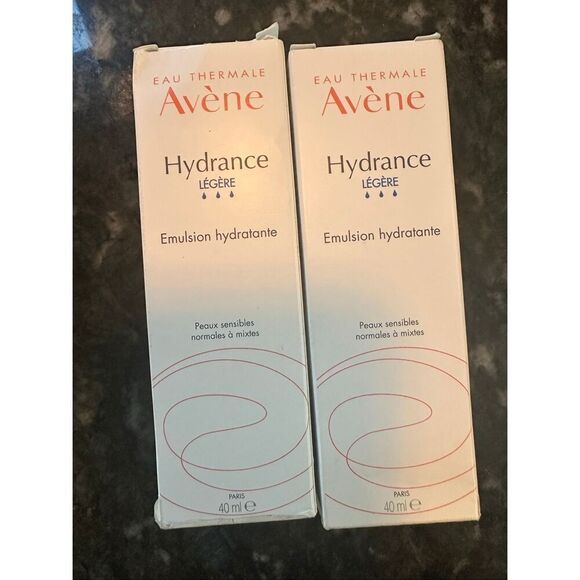 EAU THERMALE
Avène
Hydrance
LÉGÈRE
Emulsion hydratante
Peaux sensibles
normales à mixtes
PARIS
40 ml e
EAU THERMALE
Avène
Hydrance
LÉGÈRE
Emulsion hydratante
Peaux sensibles
normales à mixtes
PARIS
40 ml e